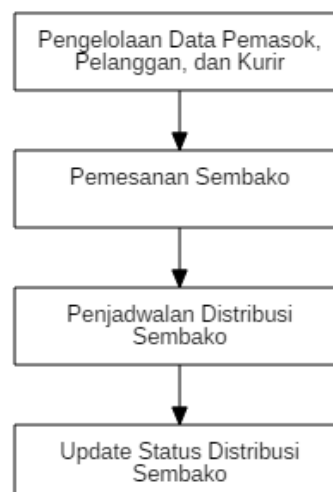 Pengelolaan Data Pemasok,
Pelanggan, dan Kurir
Pemesanan Sembako
Penjadwalan Distribusi
Sembako
Update Status Distribusi
Sembako